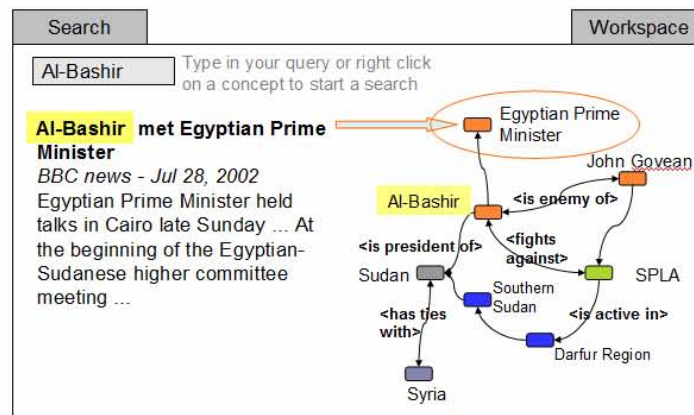 Search
Workspace
Al-Bashir
Type in your query or right click
on a concept to start a search
Al-Bashir met Egyptian Prime
Minister
BBC news - Jul 28, 2002
Egyptian Prime Minister held
talks in Cairo late Sunday ... At
the beginning of the Egyptian-
Sudanese higher committee
meeting ...
Egyptian Prime
Minister
John Govean
Al-Bashir
<is enemy of>
<is president of>
<fights
against>
Sudan
SPLA
Southern
Sudan
<has ties
with>
<is active in>
Darfur Region
Syria